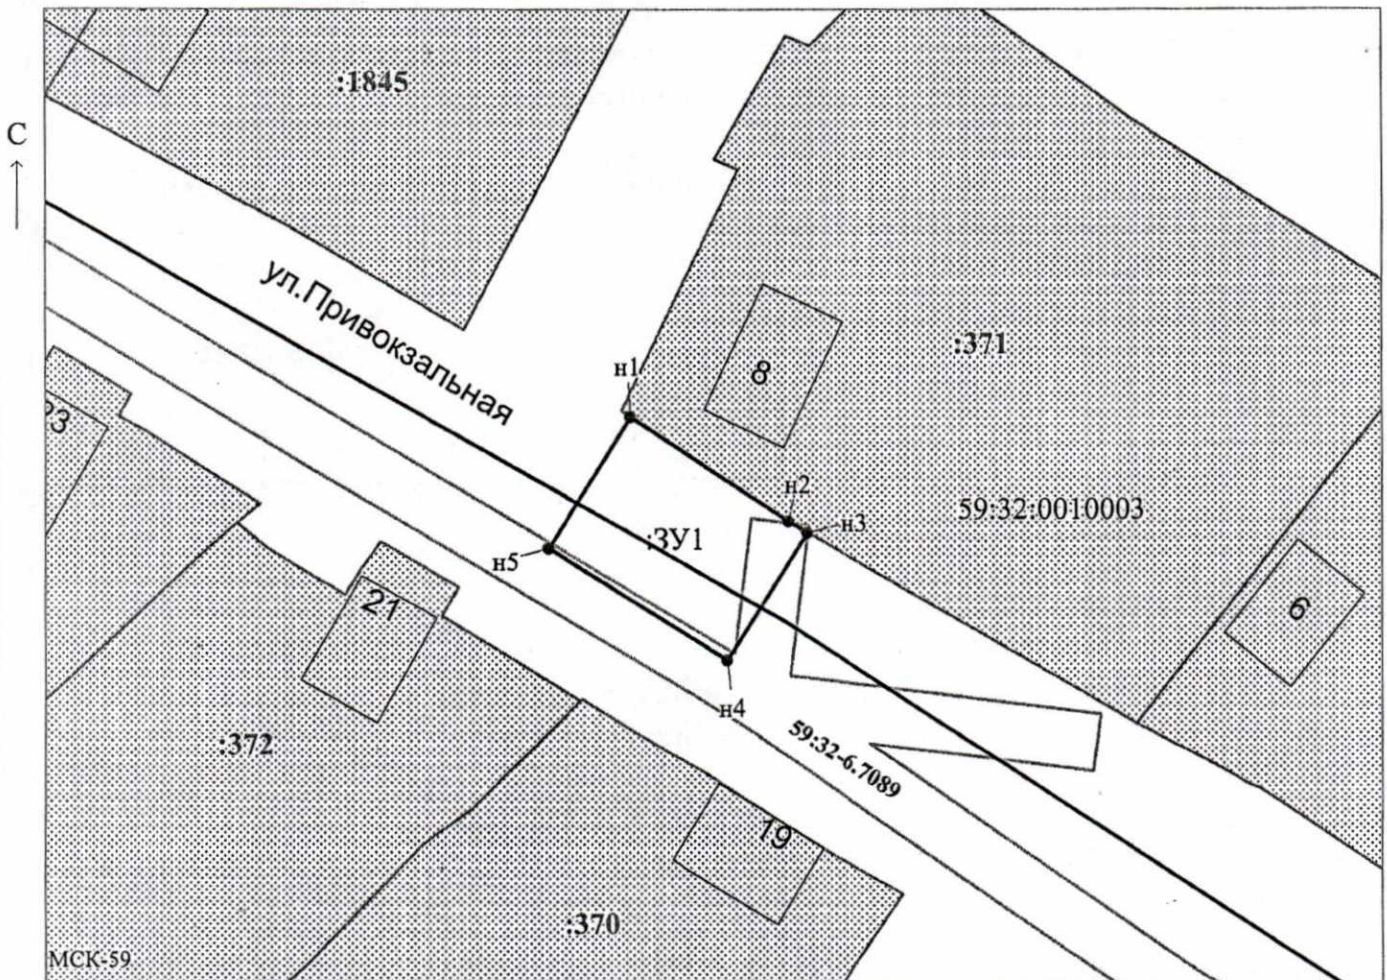 :1845
С
ул.Привокзальная
:371
н1
8
23
н2
н3
59:32:0010003
:ЗУ1
н5
21
6
н4
:372
59:32-6.7089
19
:370
МСК-59